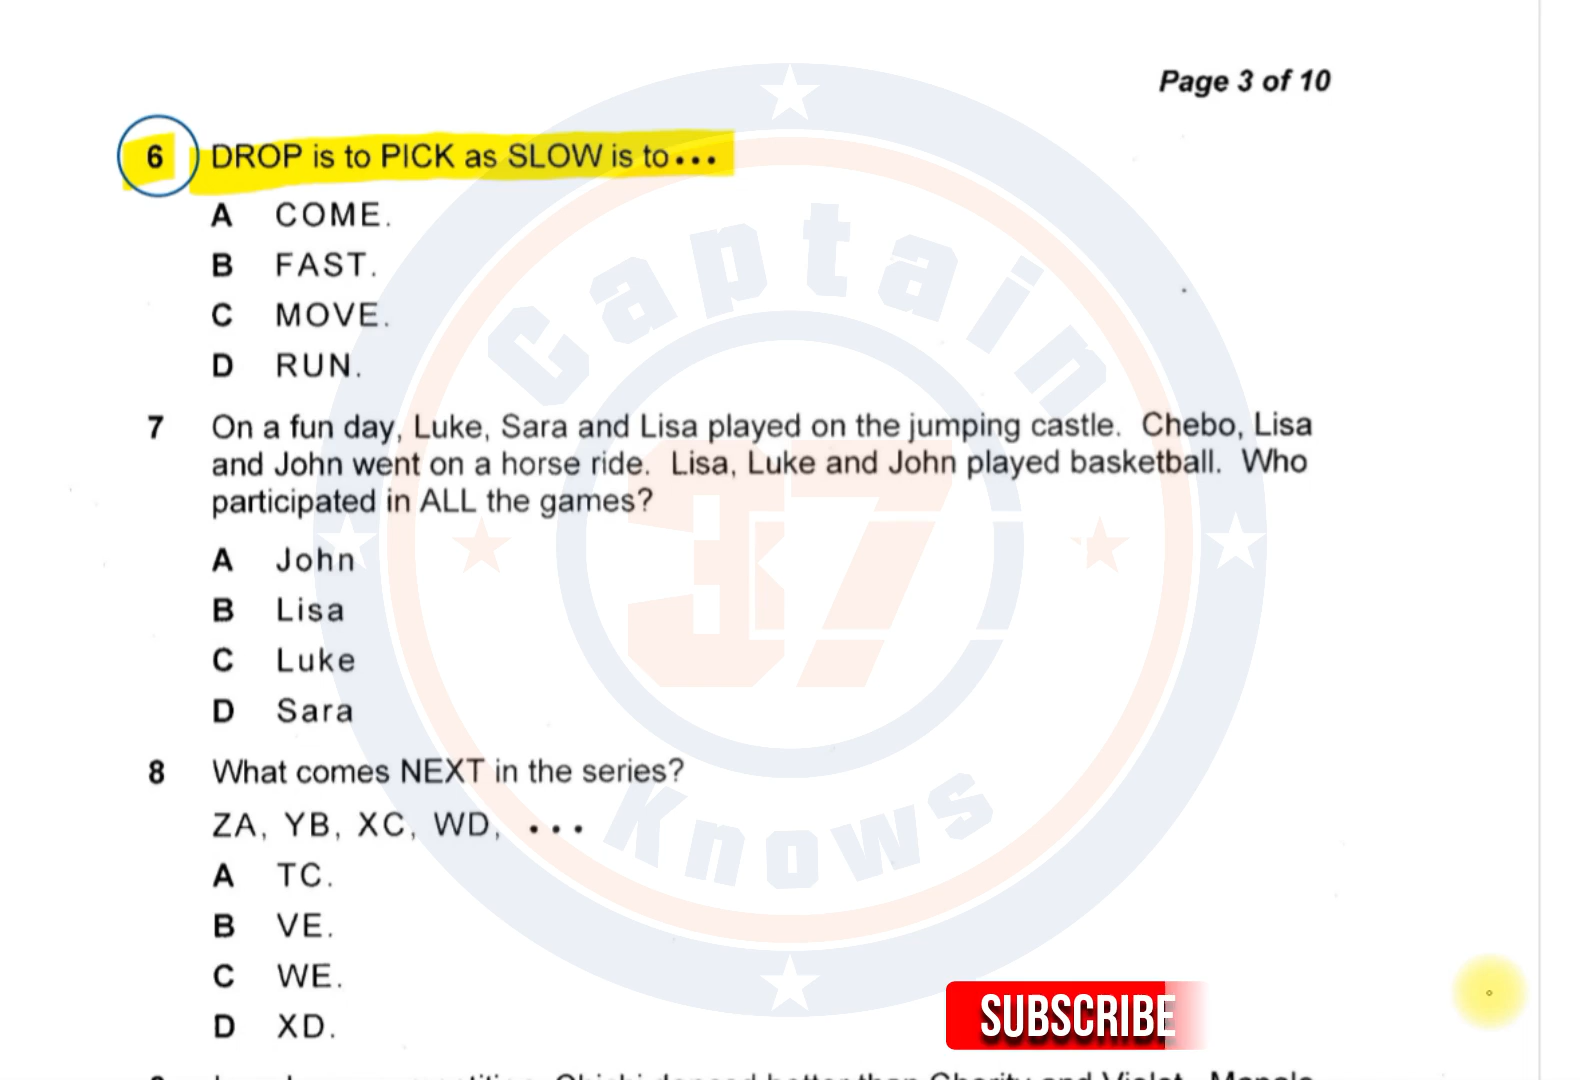 Page 3 of 10
6 DROP is to PICK as SLOW is to...
A COME.
B FAST.
C MOVE.
D RUN.
7 On a fun day, Luke, Sara and Lisa played on the jumping castle. Chebo, Lisa
and John went on a horse ride. Lisa, Luke and John played basketball. Who
participated in ALL the games?
A John
B Lisa
C Luke
D Sara
8 What comes NEXT in the series?
ZA, YB, XC, WD, ...
A TC.
B VE.
C WE.
D XD.
Captain
37
Knows
SUBSCRIBE